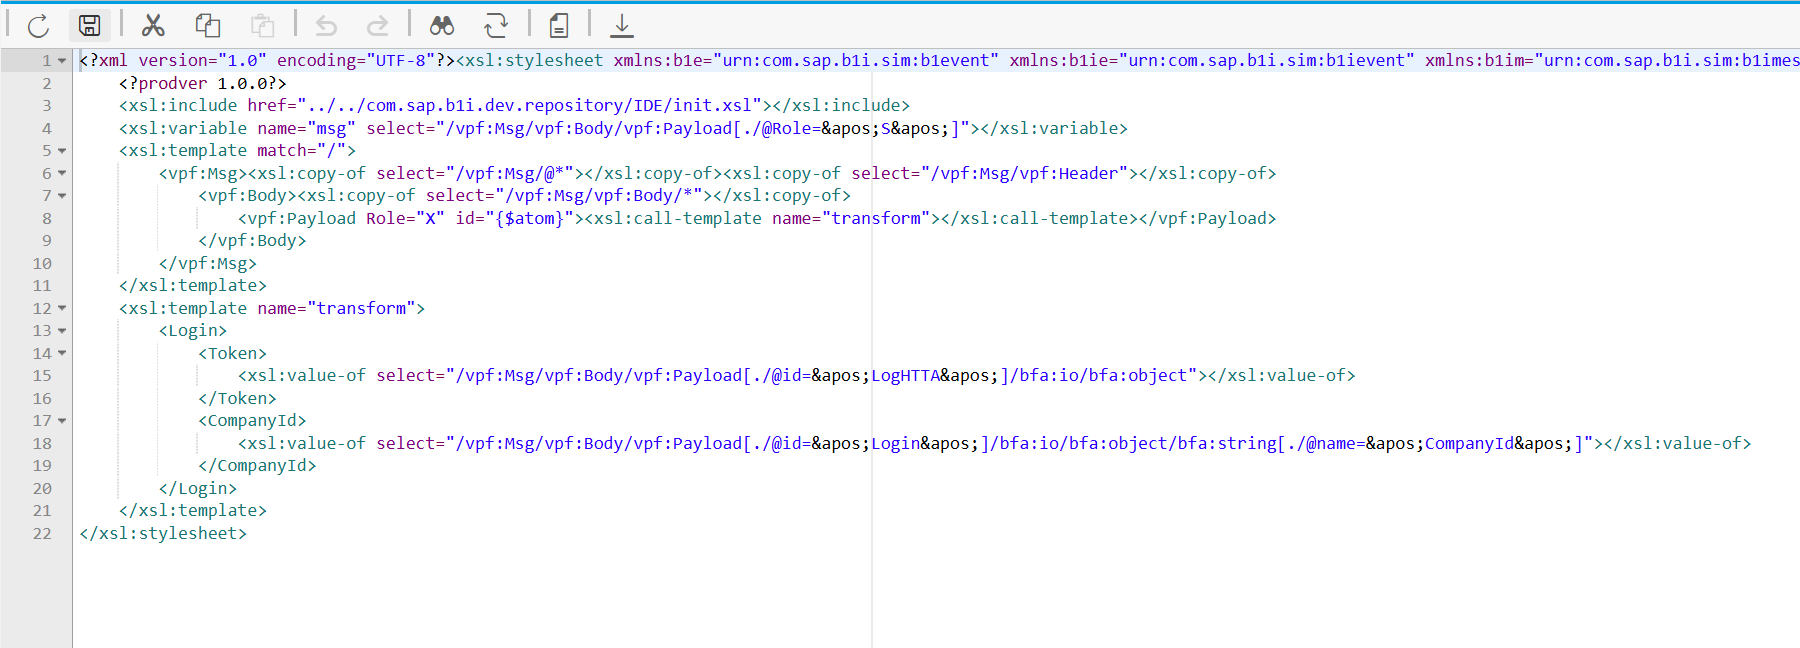 1 <?xml version="1.0" encoding="UTF-8"?><xsl:stylesheet xmlns:b1e="urn:com.sap.b1i.sim:b1event" xmlns:b1ie="urn:com.sap.b1i.sim:b1ievent" xmlns:b1im="urn:com.sap.b1i.sim:b1imes
2 <?prodver 1.0.0?>
3 <xsl:include href="../../com.sap.b1i.dev.repository/IDE/init.xsl"></xsl:include>
4 <xsl:variable name="msg" select="/vpf:Msg/vpf:Body/vpf:Payload[./@Role=&apos;S&apos;]"></xsl:variable>
5 <xsl:template match="/">
6 <vpf:Msg><xsl:copy-of select="/vpf:Msg/@*"></xsl:copy-of><xsl:copy-of select="/vpf:Msg/vpf:Header"></xsl:copy-of>
7 <vpf:Body><xsl:copy-of select="/vpf:Msg/vpf:Body/*"></xsl:copy-of>
8 <vpf:Payload Role="X" id="{$atom}"><xsl:call-template name="transform"></xsl:call-template></vpf:Payload>
9 </vpf:Body>
10 </vpf:Msg>
11 </xsl:template>
12 <xsl:template name="transform">
13 <Login>
14 <Token>
15 <xsl:value-of select="/vpf:Msg/vpf:Body/vpf:Payload[./@id=&apos;LogHTTA&apos;]/bfa:io/bfa:object"></xsl:value-of>
16 </Token>
17 <CompanyId>
18 <xsl:value-of select="/vpf:Msg/vpf:Body/vpf:Payload[./@id=&apos;Login&apos;]/bfa:io/bfa:object/bfa:string[./@name=&apos;CompanyId&apos;]"></xsl:value-of>
19 </CompanyId>
20 </Login>
21 </xsl:template>
22 </xsl:stylesheet>